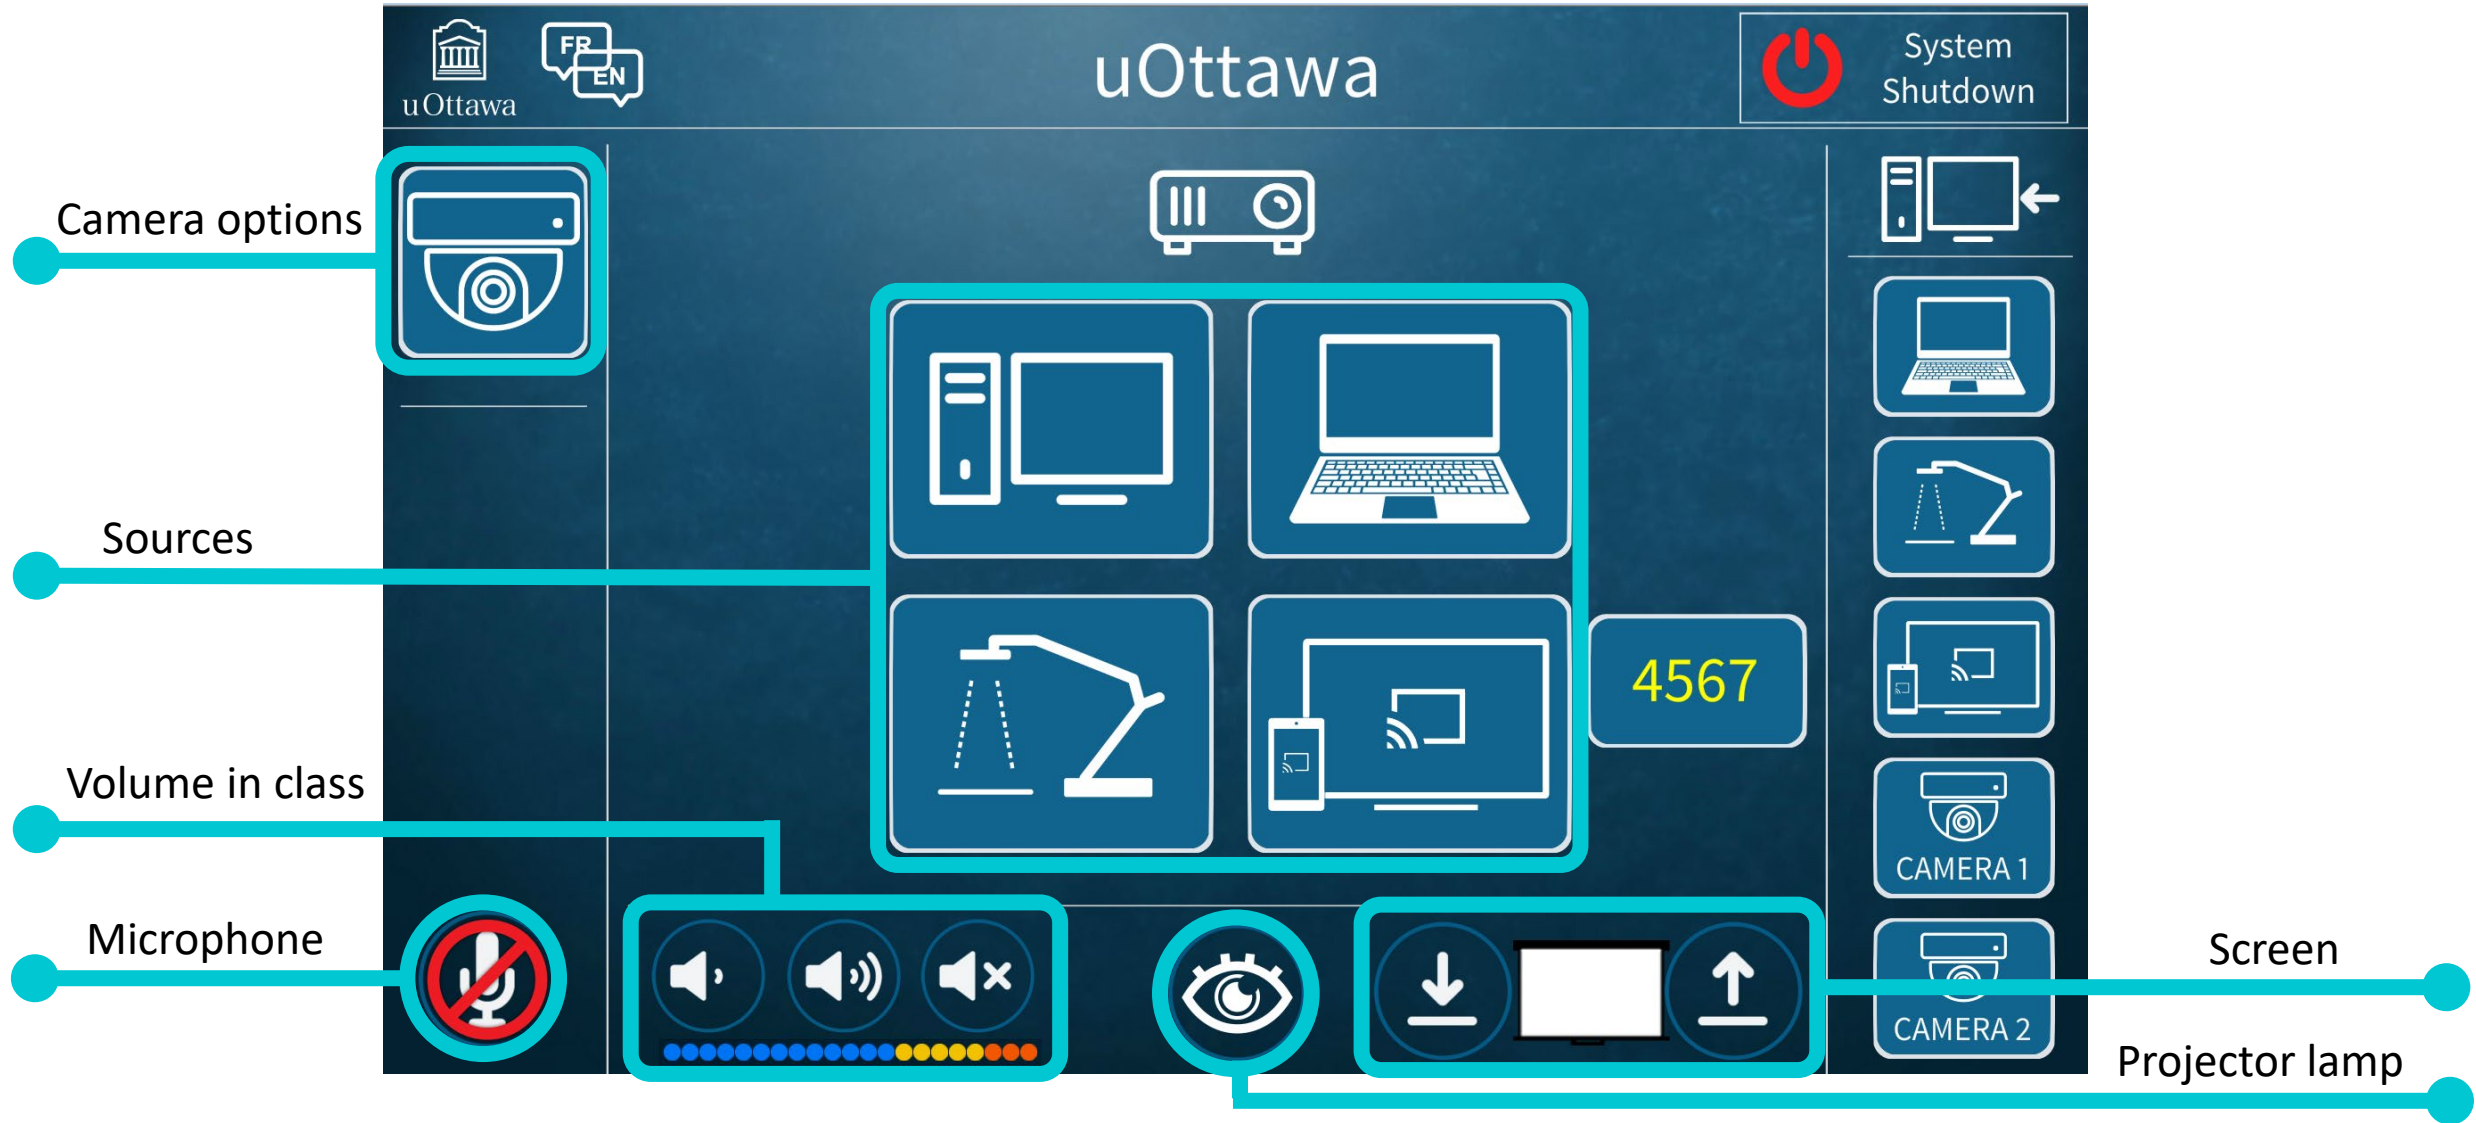 uOttawa
FR
EN
uOttawa
System
Shutdown
Camera options
Sources
4567
Volume in class
CAMERA 1
Microphone
Screen
CAMERA 2
Projector lamp